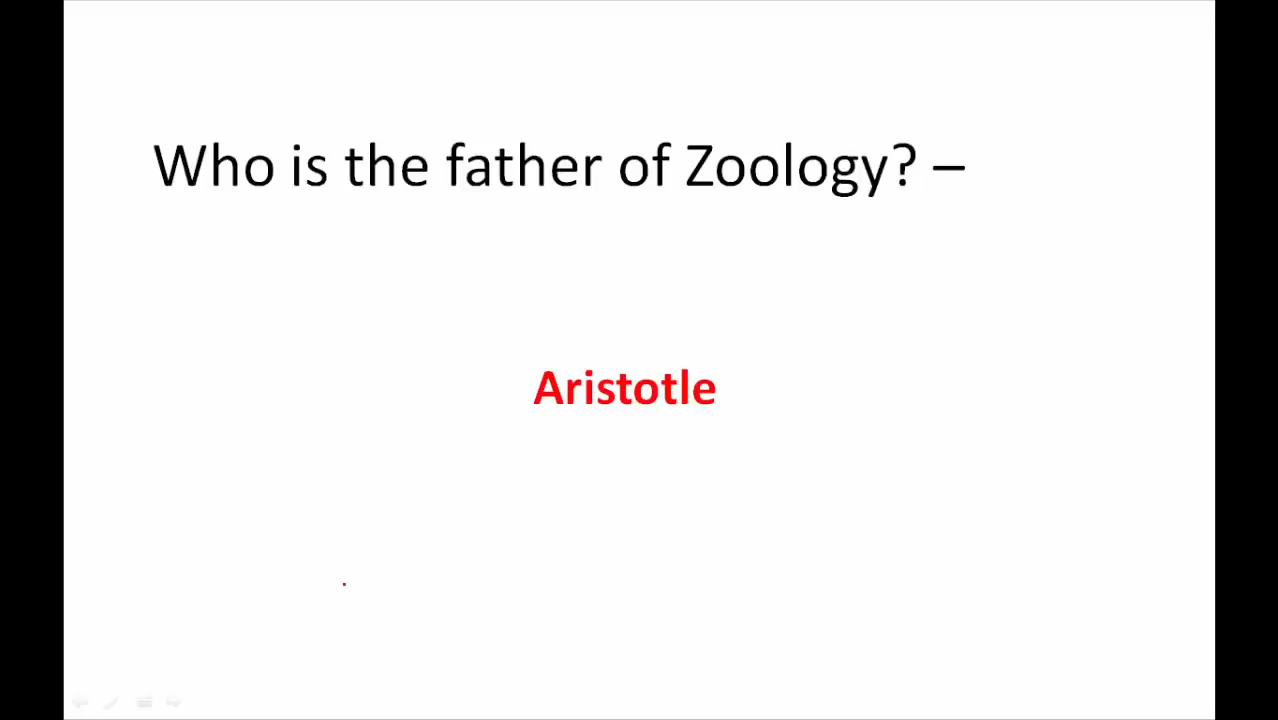 Who is the father of Zoology? –
Aristotle